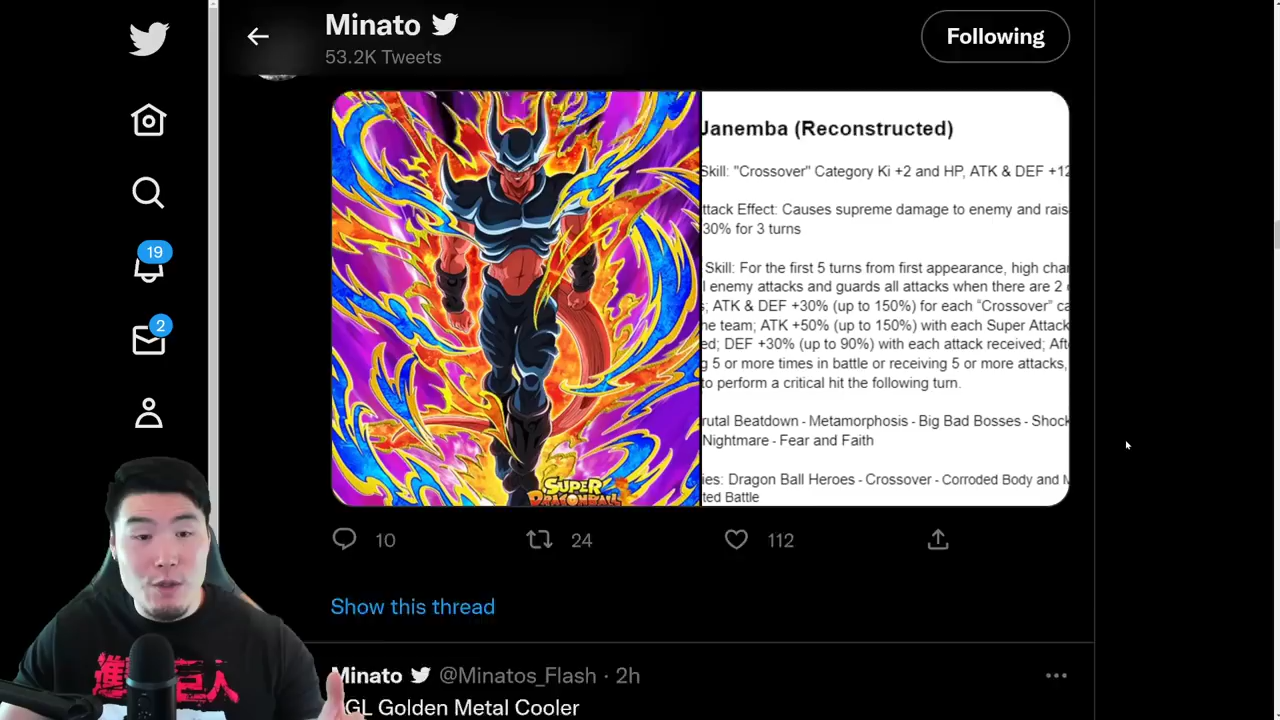 Minato
53.2K Tweets
Following
19
2
Janemba (Reconstructed)
Skill: "Crossover" Category Ki +2 and HP, ATK & DEF +12
ttack Effect: Causes supreme damage to enemy and rais
30% for 3 turns
Skill: For the first 5 turns from first appearance, high char
l enemy attacks and guards all attacks when there are 2
s; ATK & DEF +30% (up to 150%) for each “Crossover” ca
he team; ATK +50% (up to 150%) with each Super Attack
ed; DEF +30% (up to 90%) with each attack received; Aft
g 5 or more times in battle or receiving 5 or more attacks,
to perform a critical hit the following turn.
rutal Beatdown - Metamorphosis - Big Bad Bosses - Shock
Nightmare - Fear and Faith
ies: Dragon Ball Heroes - Crossover - Corroded Body and M
ted Battle
SUPER
DRAGONBALL
10
24
112
Show this thread
Minato @Minatos_Flash · 2h
GL Golden Metal Cooler
進撃巨人